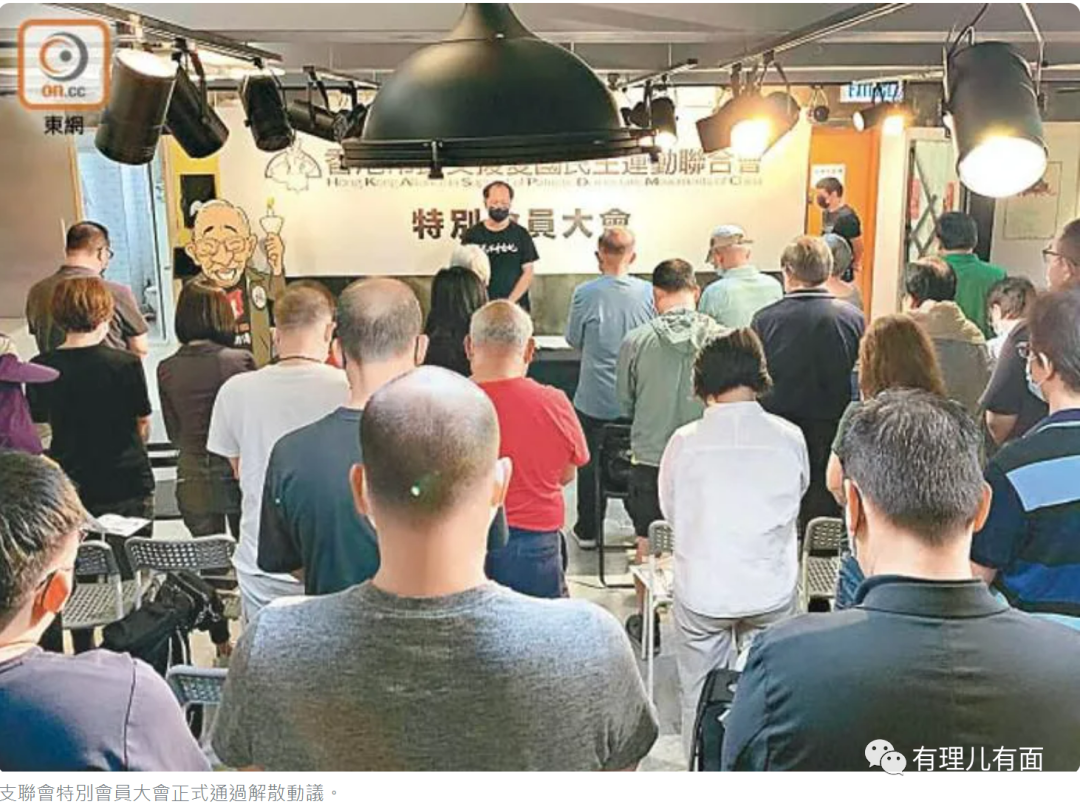 on.cc
東網
EXIT
香港市民支援愛國民主運動聯合會
Hong Kong Alliance in Support of Patriotic Democratic Movements of China
特別會員大會
有理儿有面
支聯會特別會員大會正式通過解散動議。